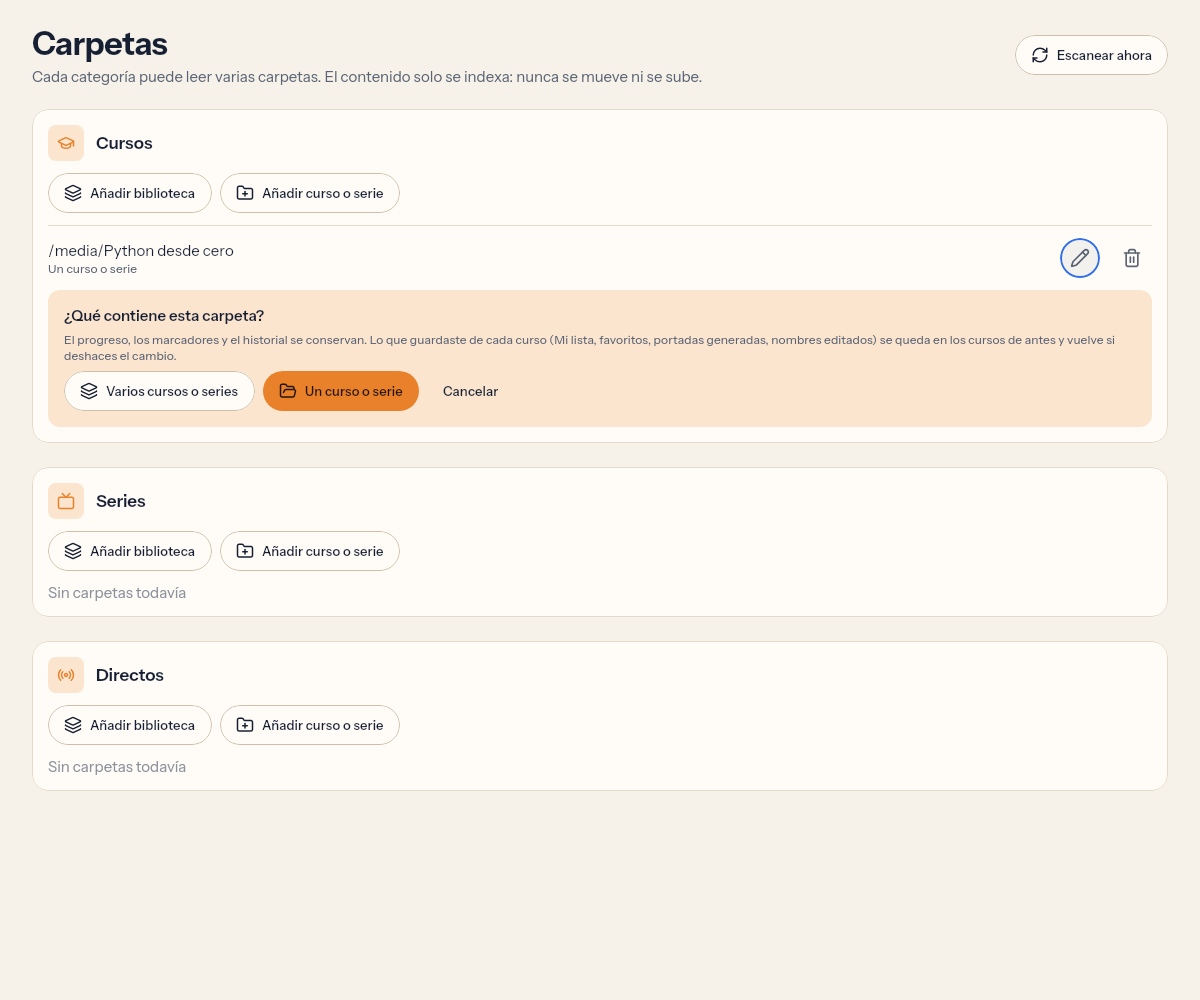 Carpetas
Cada categoría puede leer varias carpetas. El contenido solo se indexa: nunca se mueve ni se sube.
Escanear ahora
Cursos
Añadir biblioteca
Añadir curso o serie
/media/Python desde cero
Un curso o serie
¿Qué contiene esta carpeta?
El progreso, los marcadores y el historial se conservan. Lo que guardaste de cada curso (Mi lista, favoritos, portadas generadas, nombres editados) se queda en los cursos de antes y vuelve si
deshaces el cambio.
Varios cursos o series
Un curso o serie
Cancelar
Series
Añadir biblioteca
Añadir curso o serie
Sin carpetas todavía
Directos
Añadir biblioteca
Añadir curso o serie
Sin carpetas todavía